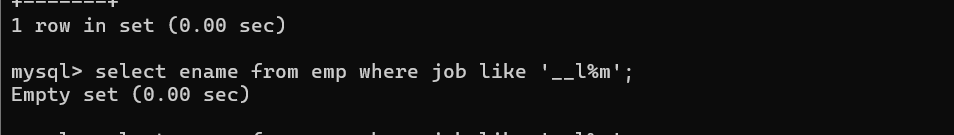 +-------+
1 row in set (0.00 sec)
mysql> select ename from emp where job like '__l%m';
Empty set (0.00 sec)